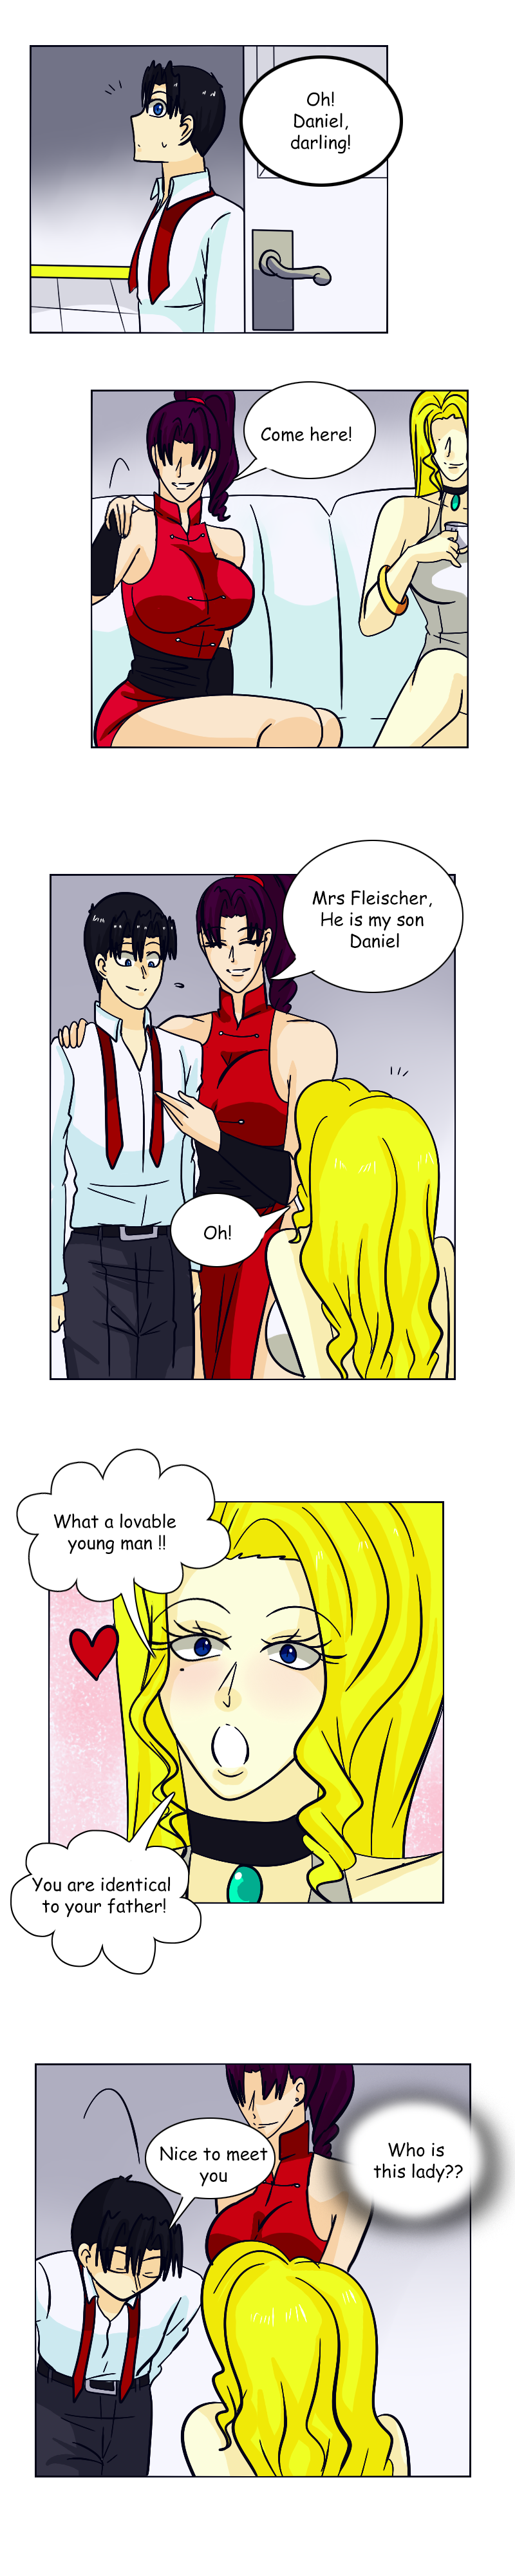 Oh!
Daniel,
darling!
Come here!
Mrs Fleischer,
He is my son
Daniel
Oh!
What a lovable
young man !!
You are identical
to your father!
Nice to meet
you
Who is
this lady??